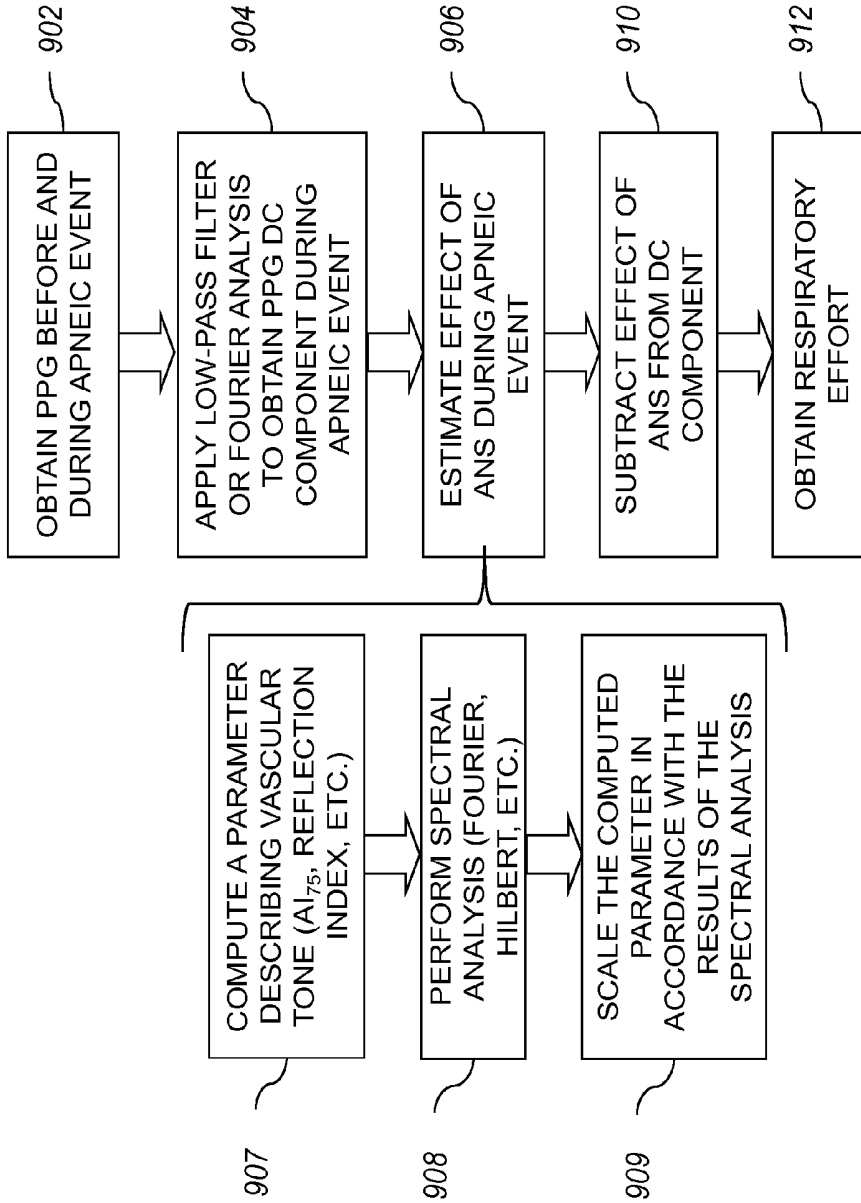 902
OBTAIN PPG BEFORE AND
DURING APNEIC EVENT
904
APPLY LOW-PASS FILTER
OR FOURIER ANALYSIS
TO OBTAIN PPG DC
COMPONENT DURING
APNEIC EVENT
906
ESTIMATE EFFECT OF
ANS DURING APNEIC
EVENT
907
COMPUTE A PARAMETER
DESCRIBING VASCULAR
TONE (AI₇₅, REFLECTION
INDEX, ETC.)
908
PERFORM SPECTRAL
ANALYSIS (FOURIER,
HILBERT, ETC.)
909
SCALE THE COMPUTED
PARAMETER IN
ACCORDANCE WITH THE
RESULTS OF THE
SPECTRAL ANALYSIS
910
SUBTRACT EFFECT OF
ANS FROM DC
COMPONENT
912
OBTAIN RESPIRATORY
EFFORT